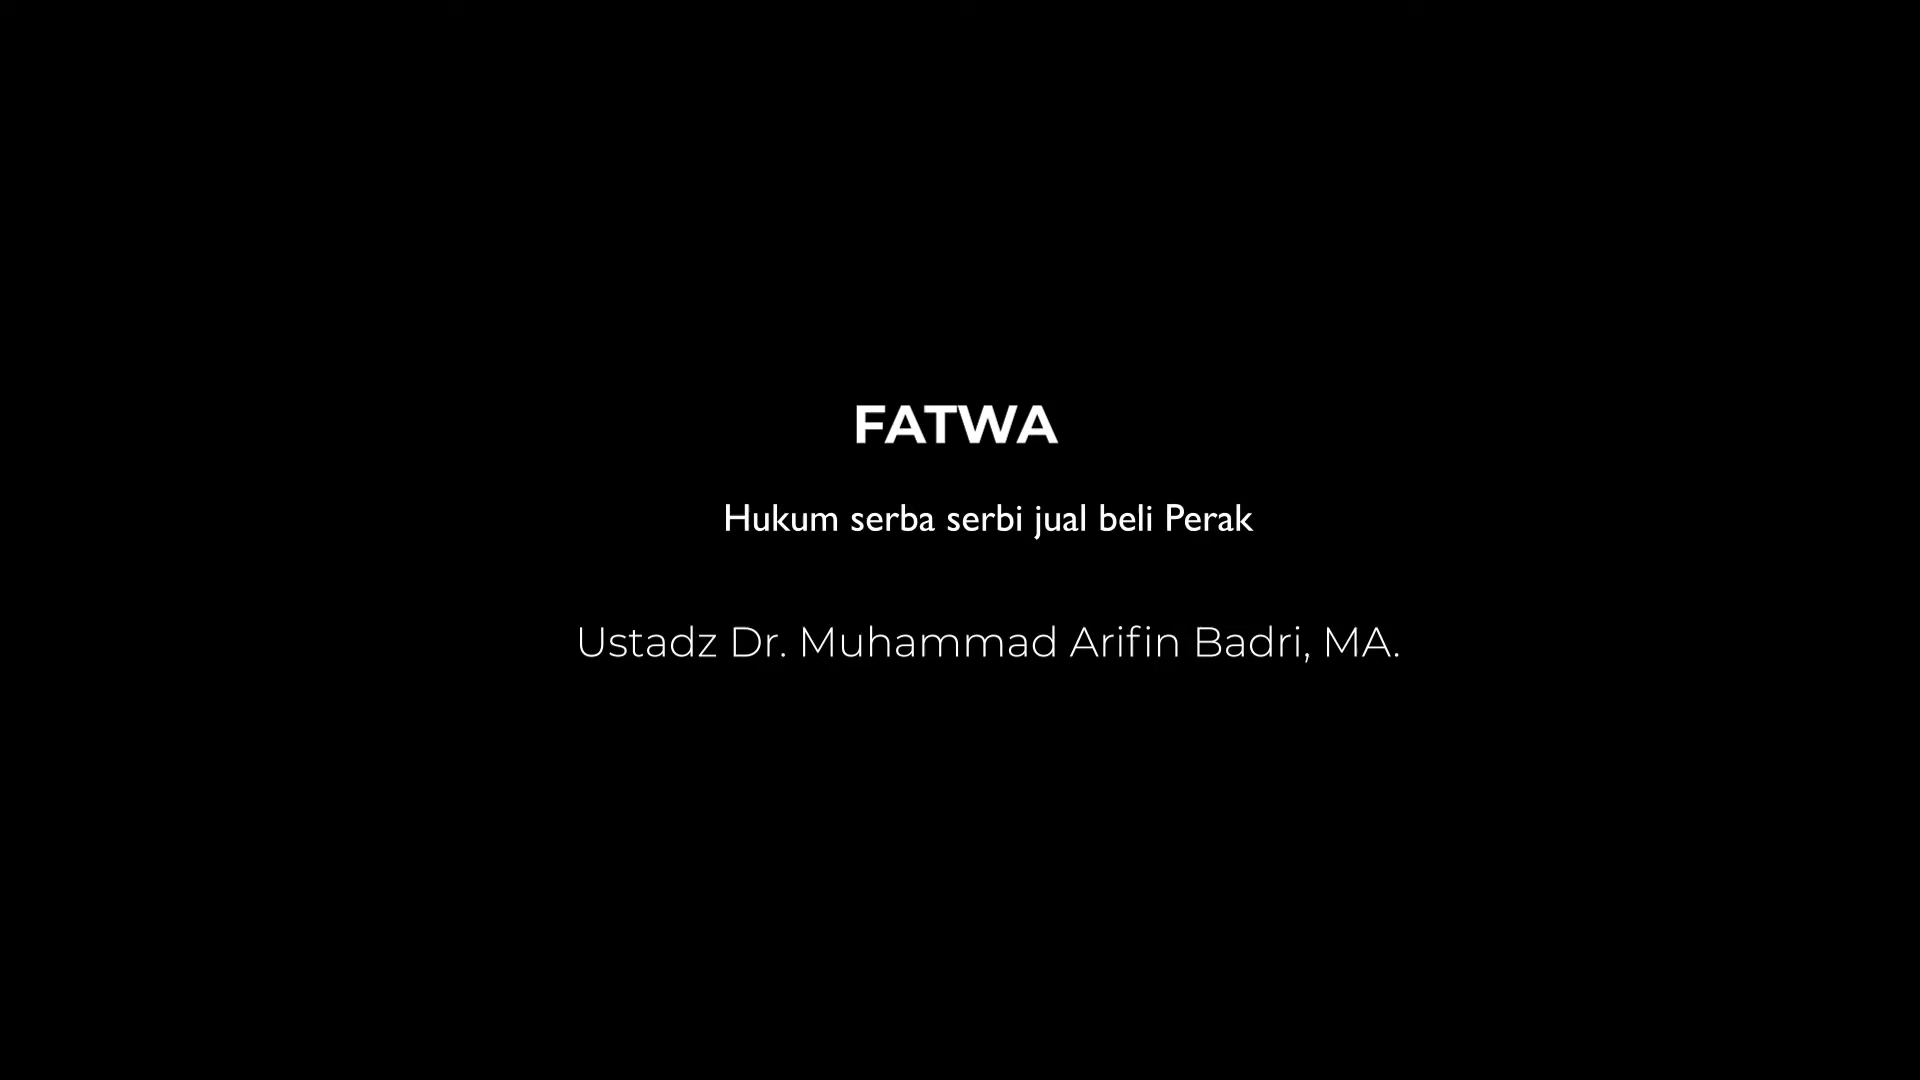 FATWA
Hukum serba serbi jual beli Perak
Ustadz Dr. Muhammad Arifin Badri, MA.